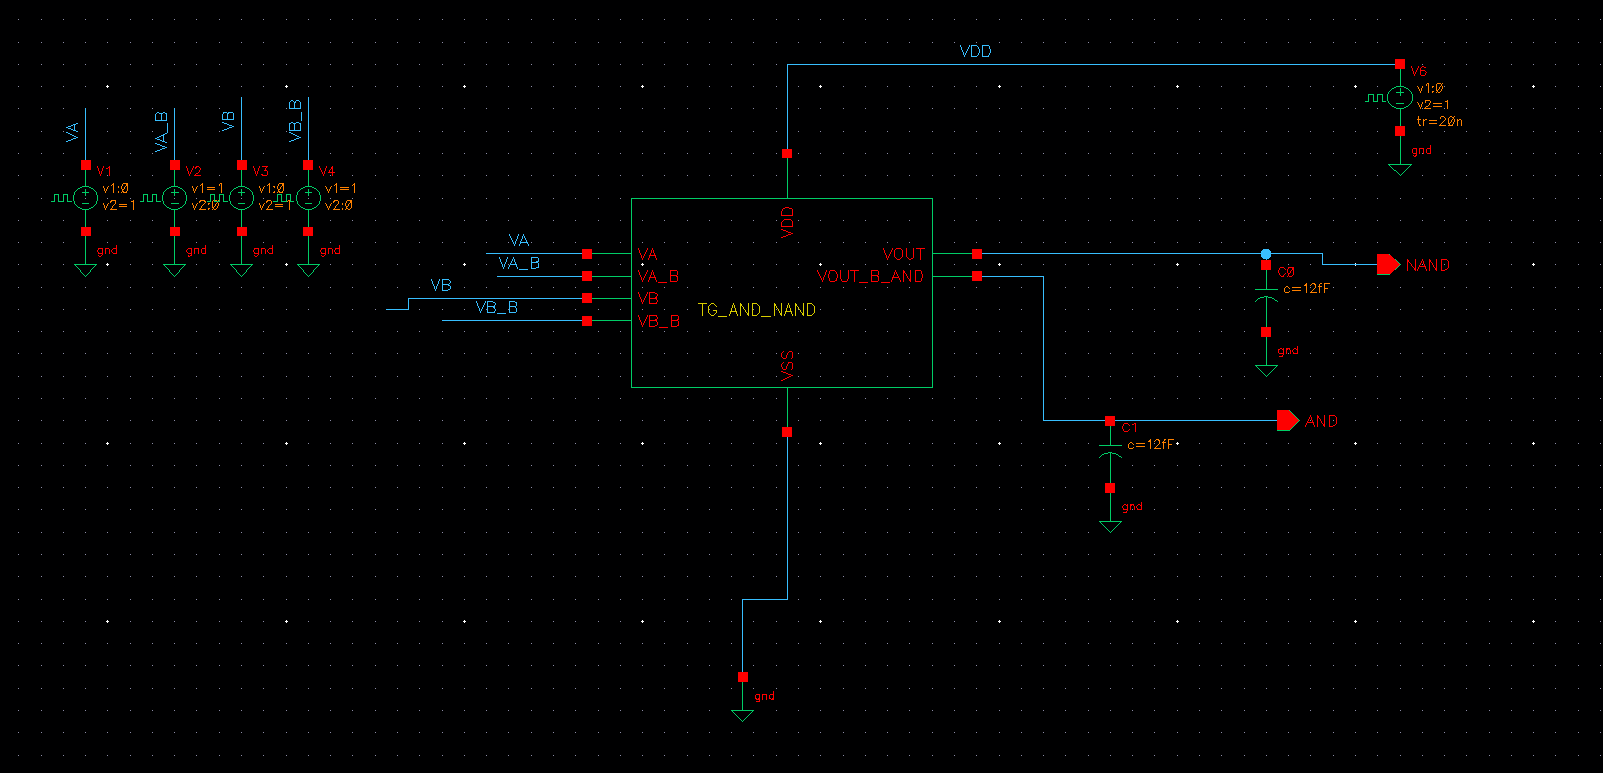 VDD
V6
v1:0
v2=.1
tr=20n
gnd
VA
VA_B
VB
VB_B
V1
v1:0
v2=1
gnd
V2
v1=1
v2:0
gnd
V3
v1:0
v2=1
gnd
V4
v1=1
v2:0
gnd
VA
VA_B
VB
VB_B
VDD
VA
VA_B
VB
VB_B
TG_AND_NAND
VOUT
VOUT_B_AND
VSS
C0
c=12fF
gnd
NAND
C1
c=12fF
gnd
AND
gnd